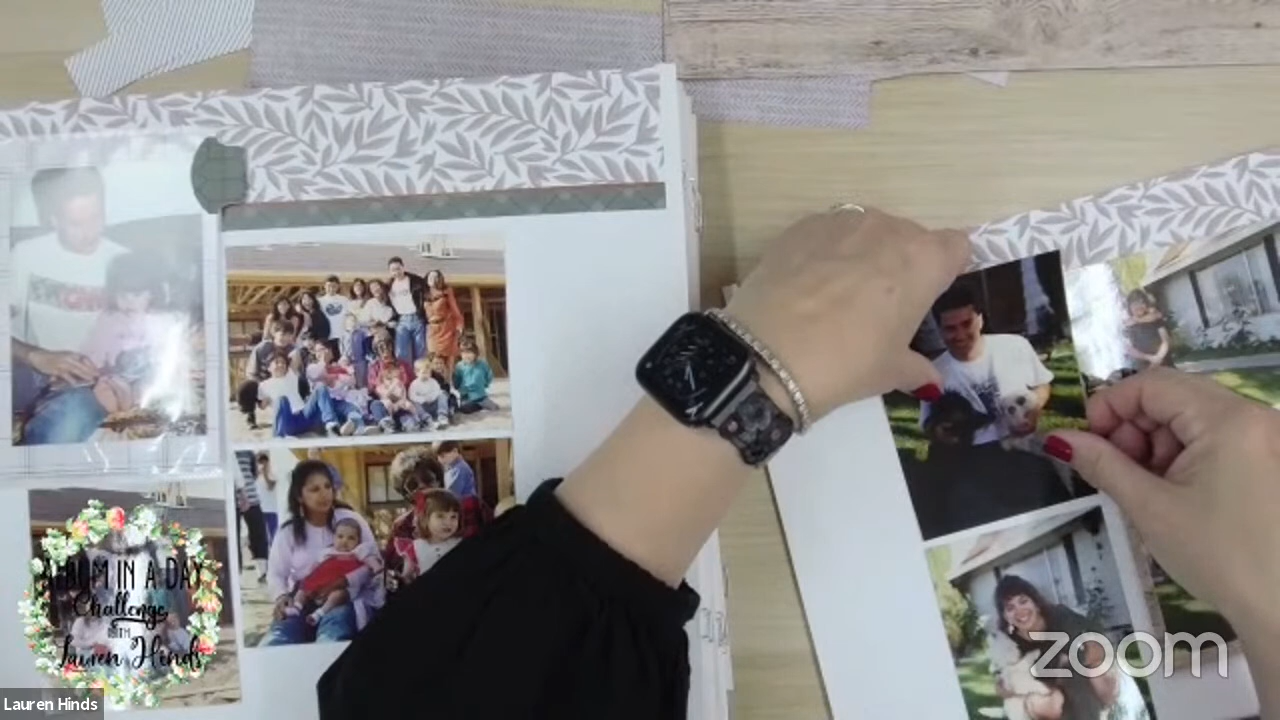 ALBUM IN A DAY
Challenge
WITH
Lauren Hinds
Lauren Hinds
zoom